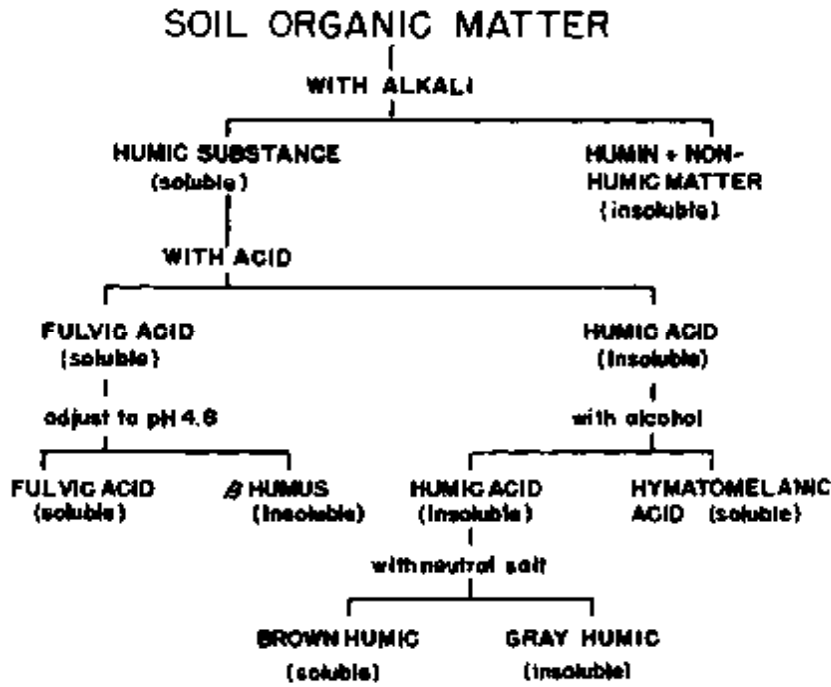 SOIL ORGANIC MATTER
WITH ALKALI
HUMIC SUBSTANCE
(soluble)
HUMIN + NON-
HUMIC MATTER
(insoluble)
WITH ACID
FULVIC ACID
(soluble)
HUMIC ACID
(insoluble)
adjust to pH 4.8
with alcohol
FULVIC ACID
(soluble)
β HUMUS
(insoluble)
HUMIC ACID
(insoluble)
HYMATOMELANIC
ACID (soluble)
with neutral salt
BROWN HUMIC
(soluble)
GRAY HUMIC
(insoluble)